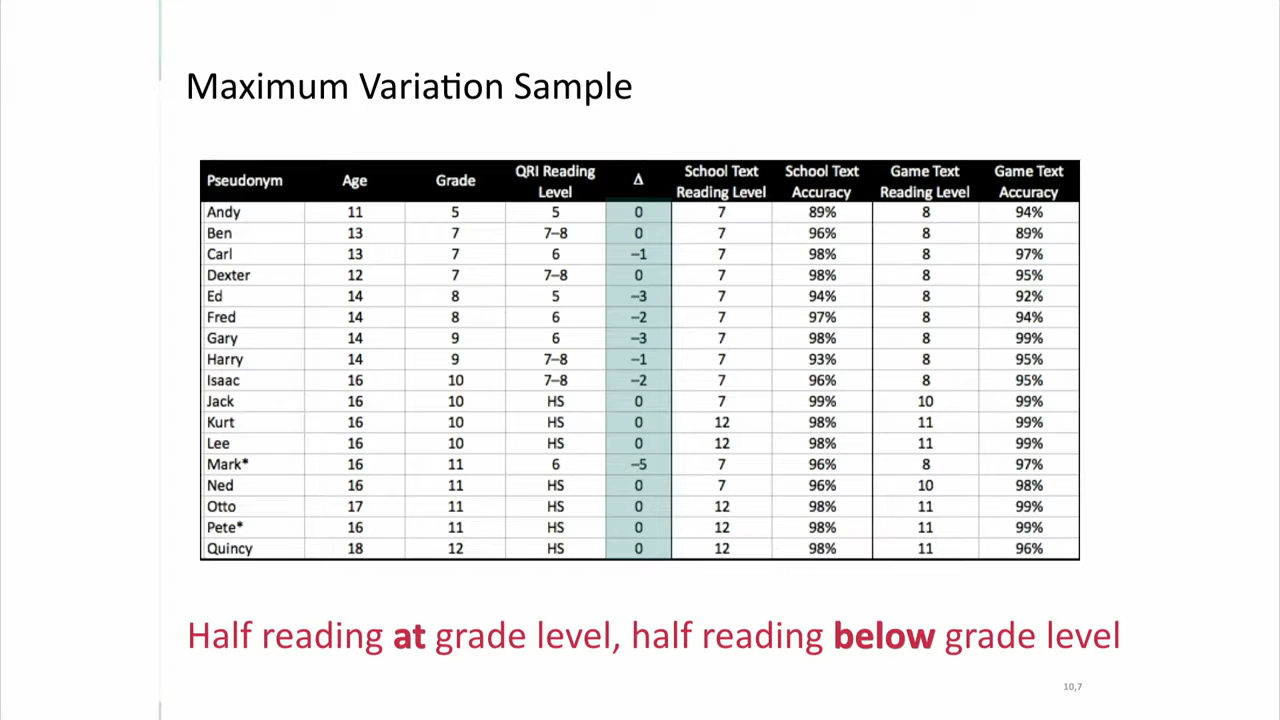 Maximum Variation Sample
Pseudonym Age Grade QRI Reading Level Δ School Text Reading Level School Text Accuracy Game Text Reading Level Game Text Accuracy
Andy 11 5 5 0 7 89% 8 94%
Ben 13 7 7–8 0 7 96% 8 89%
Carl 13 7 6 –1 7 98% 8 97%
Dexter 12 7 7–8 0 7 98% 8 95%
Ed 14 8 5 –3 7 94% 8 92%
Fred 14 8 6 –2 7 97% 8 94%
Gary 14 9 6 –3 7 98% 8 99%
Harry 14 9 7–8 –1 7 93% 8 95%
Isaac 16 10 7–8 –2 7 96% 8 95%
Jack 16 10 HS 0 7 99% 10 99%
Kurt 16 10 HS 0 12 98% 11 99%
Lee 16 10 HS 0 12 98% 11 99%
Mark* 16 11 6 –5 7 96% 8 97%
Ned 16 11 HS 0 7 96% 10 98%
Otto 17 11 HS 0 12 98% 11 99%
Pete* 16 11 HS 0 12 98% 11 99%
Quincy 18 12 HS 0 12 98% 11 96%
Half reading at grade level, half reading below grade level
10,7